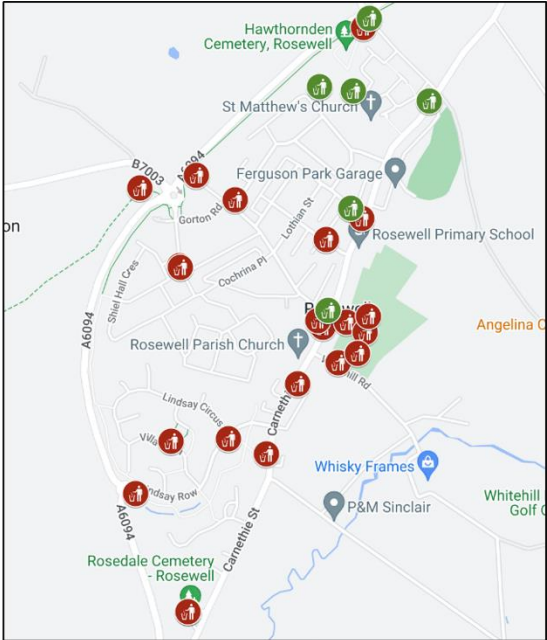 Hawthornden
Cemetery, Rosewell
St Matthew's Church
B7003
Ferguson Park Garage
Gorton Rd
Lothian St
on
Rosewell Primary School
Cochrina Pl
Shiel Hall Cres
A6094
Angelina C
Rosewell Parish Church
Lindsay Circus
Carneth
Whisky Frames
Whitehill
Golf C
P&M Sinclair
A6094
Carnethie St
Rosedale Cemetery
- Rosewell